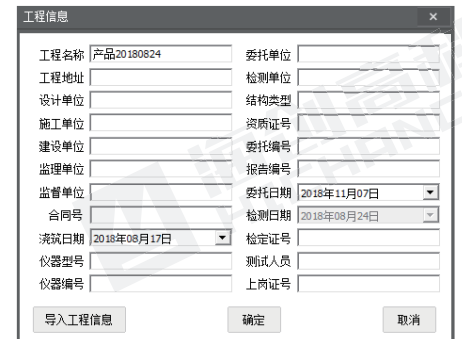 工程信息 ×
工程名称 产品20180824 委托单位
工程地址 检测单位
设计单位 结构类型
施工单位 资质证号
建设单位 委托编号
监理单位 报告编号
监督单位 委托日期 2018年11月07日
合同号 检测日期 2018年08月24日
浇筑日期 2018年08月17日 检定证号
仪器型号 测试人员
仪器编号 上岗证号
导入工程信息 确定 取消